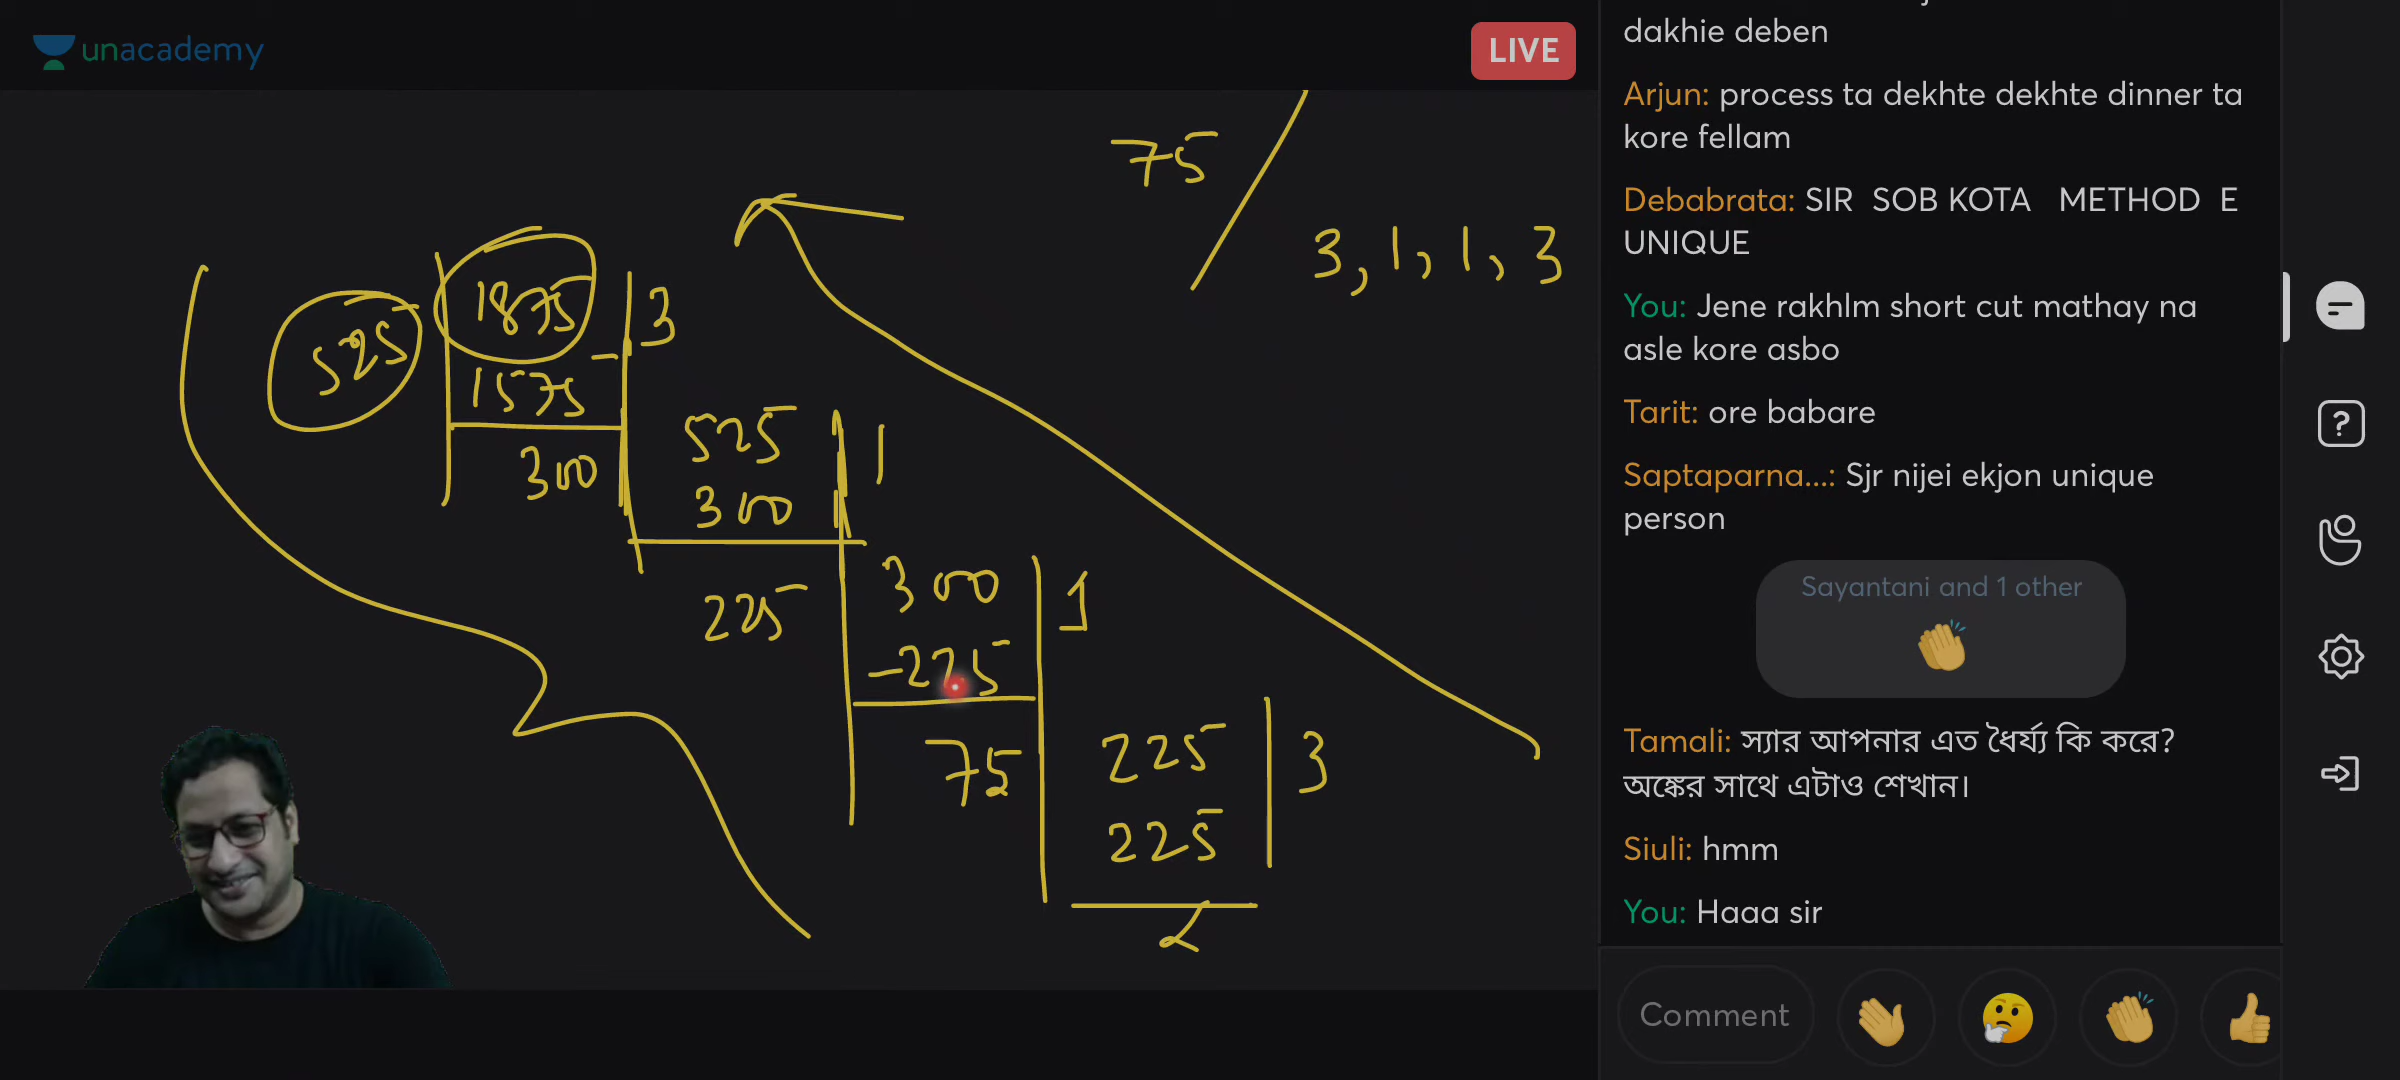 unacademy
LIVE
75
3, 1, 1, 3
525
1875
3
1575
300
525
1
300
225
300
1
-225
75
225
3
225
dakhie deben
Arjun: process ta dekhte dekhte dinner ta
kore fellam
Debabrata: SIR SOB KOTA METHOD E
UNIQUE
You: Jene rakhlm short cut mathay na
asle kore asbo
Tarit: ore babare
Saptaparna...: Sjr nijei ekjon unique
person
Sayantani and 1 other
Tamali: স্যার আপনার এত ধৈর্য্য কি করে?
অঙ্কের সাথে এটাও শেখান।
Siuli: hmm
You: Haaa sir
Comment